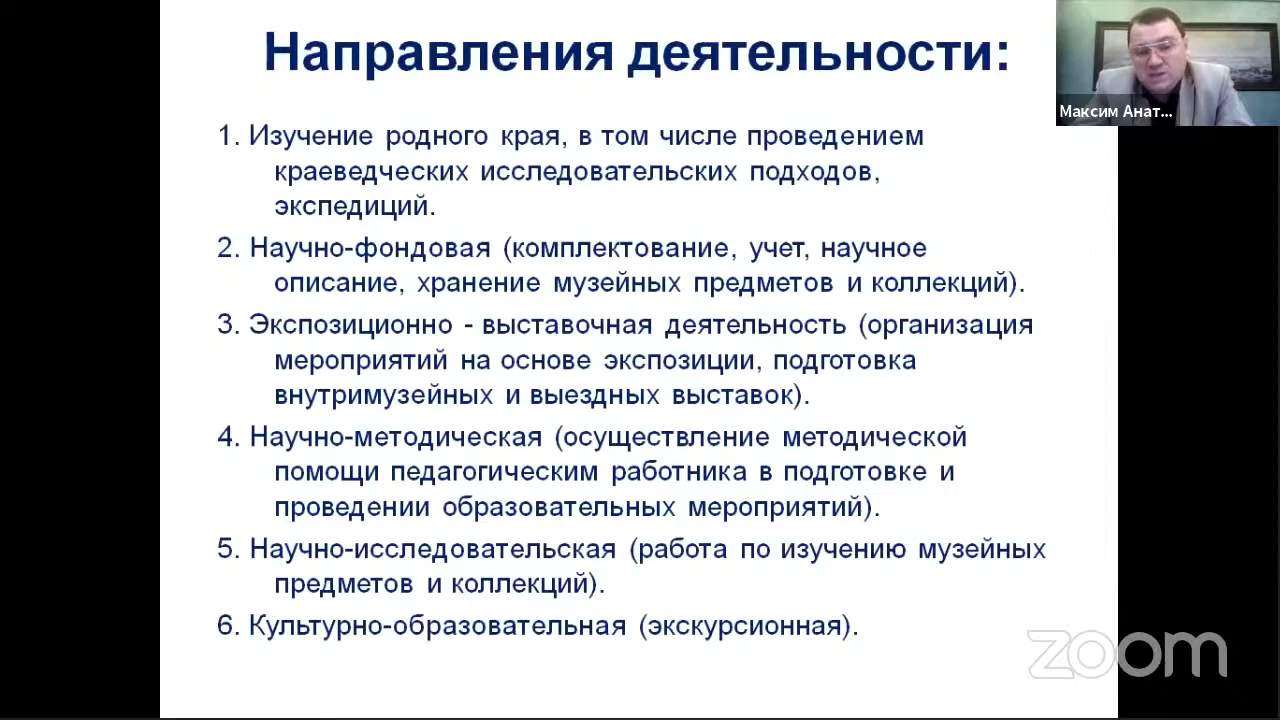 Направления деятельности:
Максим Анат...
1. Изучение родного края, в том числе проведением
краеведческих исследовательских подходов,
экспедиций.
2. Научно-фондовая (комплектование, учет, научное
описание, хранение музейных предметов и коллекций).
3. Экспозиционно - выставочная деятельность (организация
мероприятий на основе экспозиции, подготовка
внутримузейных и выездных выставок).
4. Научно-методическая (осуществление методической
помощи педагогическим работника в подготовке и
проведении образовательных мероприятий).
5. Научно-исследовательская (работа по изучению музейных
предметов и коллекций).
6. Культурно-образовательная (экскурсионная).
zoom